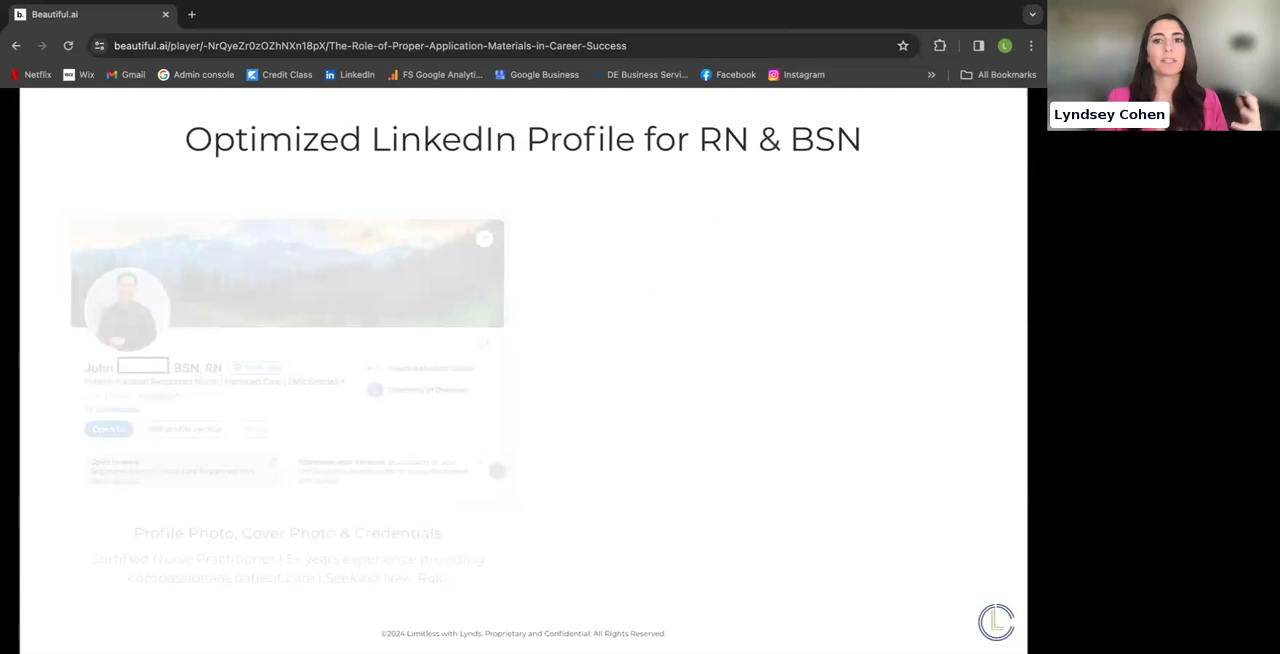 Beautiful.ai
beautiful.ai/player/-NrQyeZr0zOZhNXn18pX/The-Role-of-Proper-Application-Materials-in-Career-Success
Netflix
Wix
Gmail
Admin console
Credit Class
LinkedIn
FS Google Analyti...
Google Business
DE Business Servi...
Facebook
Instagram
»
All Bookmarks
Lyndsey Cohen
Optimized LinkedIn Profile for RN & BSN
John BSN, RN
Open to
Profile Photo, Cover Photo & Credentials
Certified Nurse Practitioner | 5+ years experience providing
compassionate patient care | Seeking New Role
©2024 Limitless with Lynds. Proprietary and Confidential. All Rights Reserved.